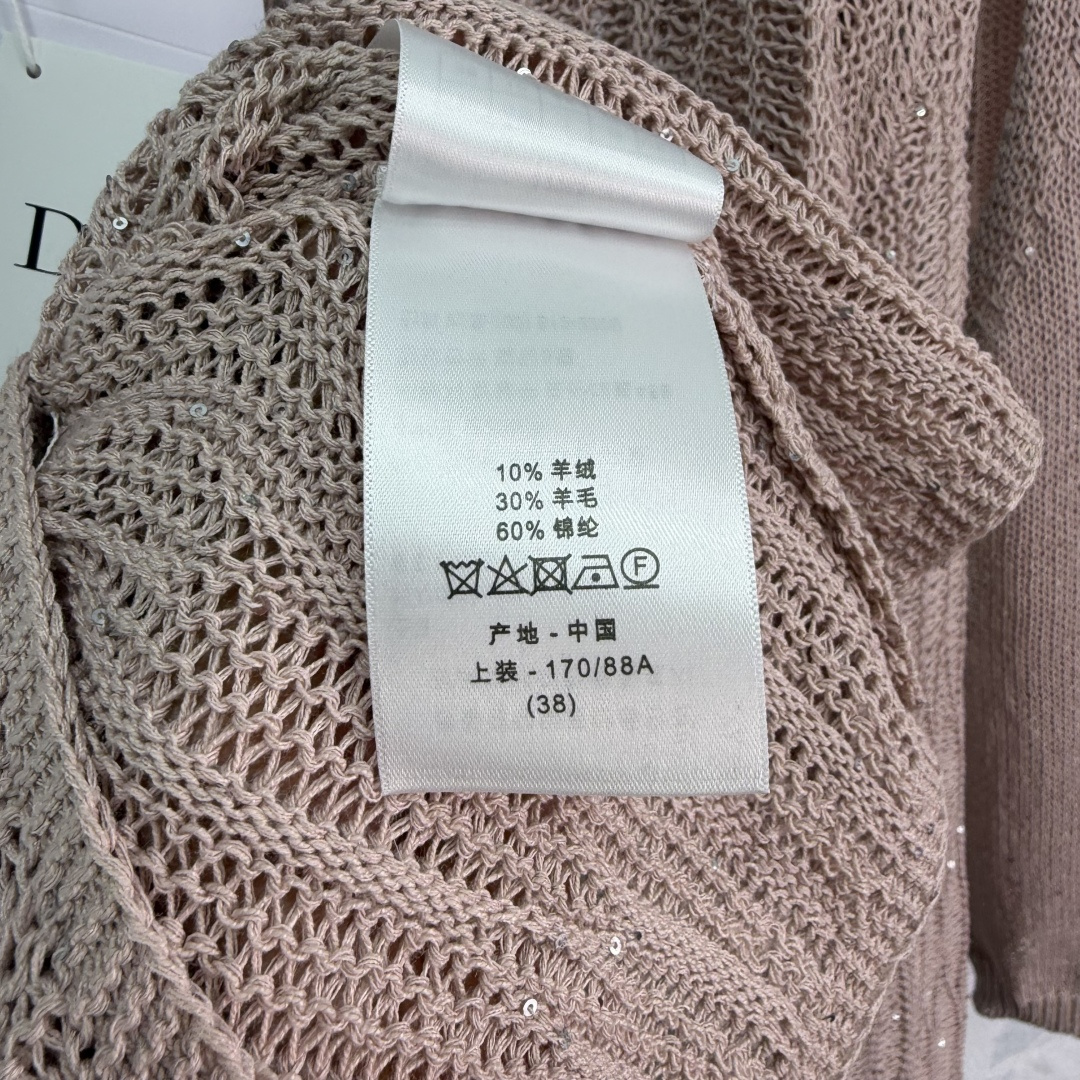 D
10% 羊绒
30% 羊毛
60% 锦纶
F
产地 - 中国
上装 - 170/88A
(38)